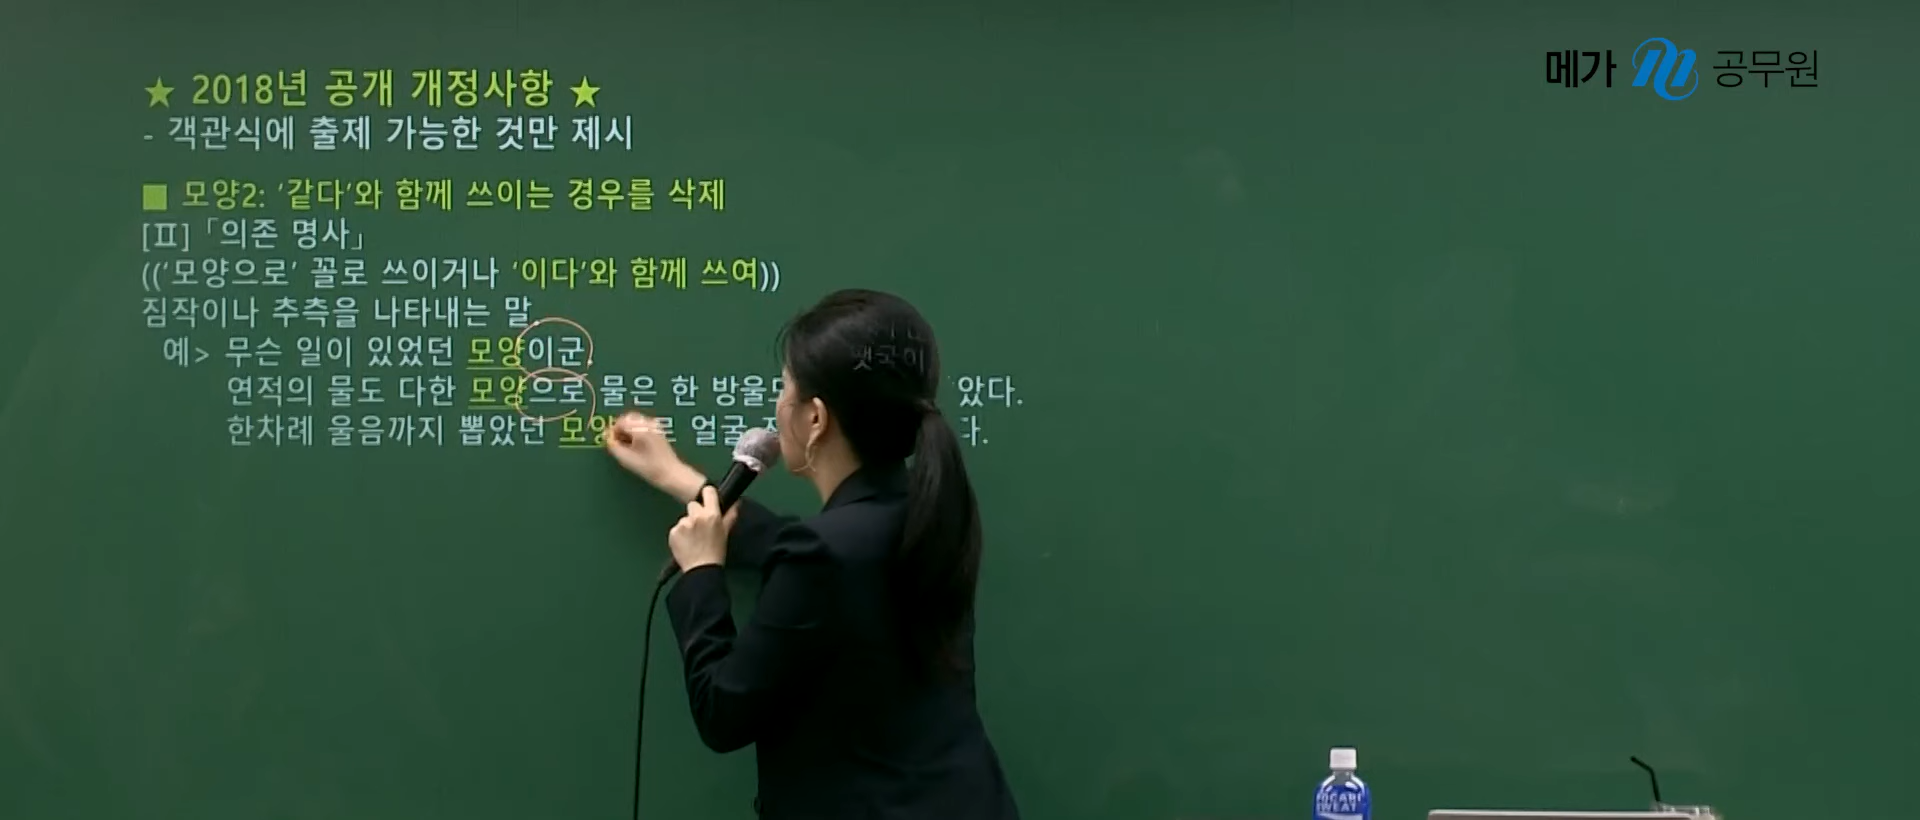 메가 공무원
★ 2018년 공개 개정사항 ★
- 객관식에 출제 가능한 것만 제시
■ 모양2: ‘같다’와 함께 쓰이는 경우를 삭제
[표]「의존 명사」
((‘모양으로’ 꼴로 쓰이거나 ‘이다’와 함께 쓰여))
짐작이나 추측을 나타내는 말.
예> 무슨 일이 있었던 모양이군.
연적의 물도 다한 모양으로 물은 한 았다.
한차례 울음까지 뽑았던 얼굴 다.
POCARI
SWEAT